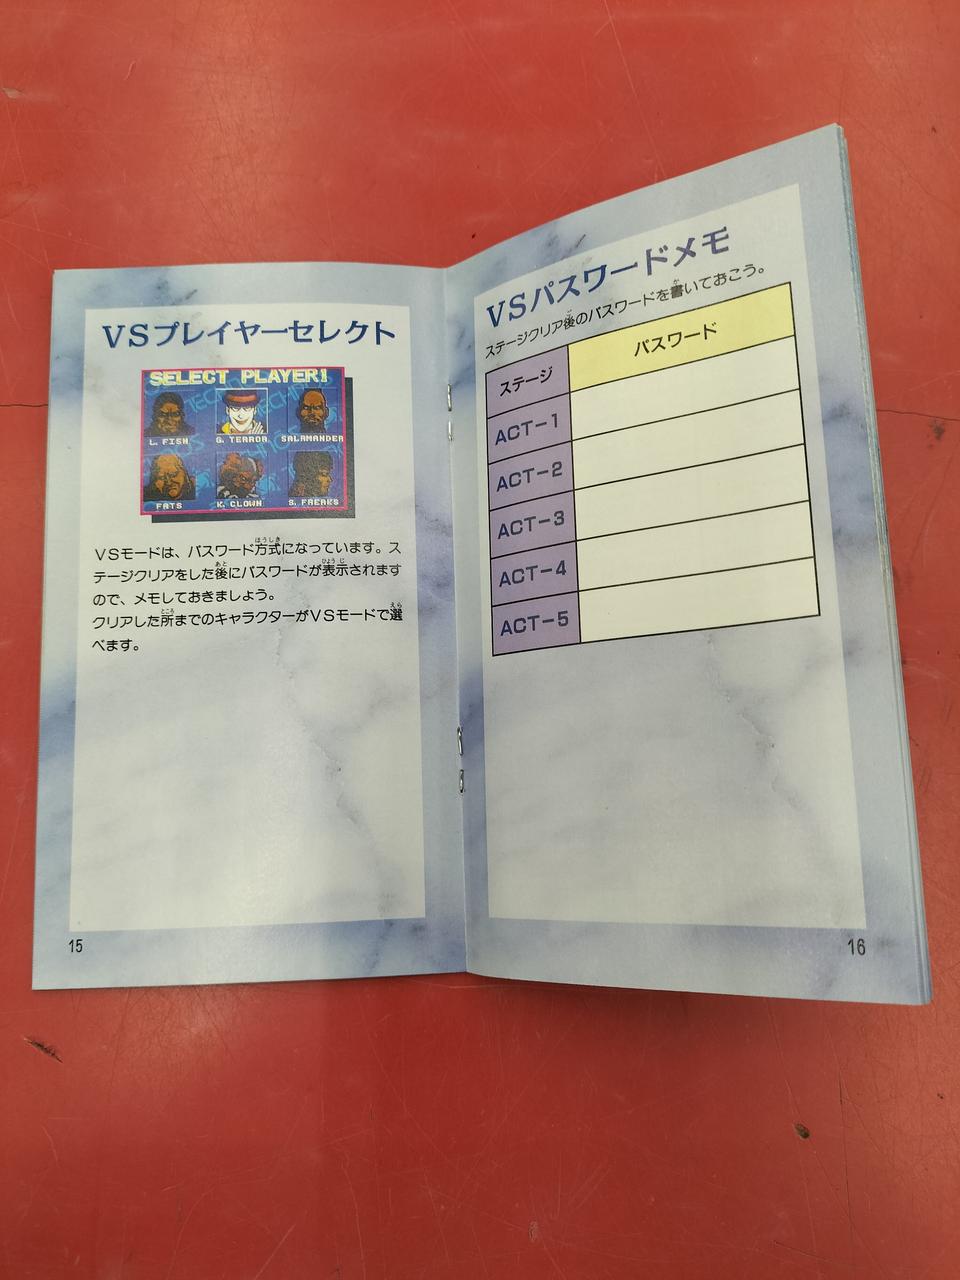 VSプレイヤーセレクト
SELECT PLAYER!
L. FISH G. TERROR SALAMANDER
FATS K. CLOWN S. FREAKS
VSモードは、パスワード方式になっています。ス
テージクリアをした後にパスワードが表示されます
ので、メモしておきましょう。
クリアした所までのキャラクターがVSモードで選
べます。
15
VSパスワードメモ
ステージクリア後のパスワードを書いておこう。
ステージ パスワード
ACT-1
ACT-2
ACT-3
ACT-4
ACT-5
16